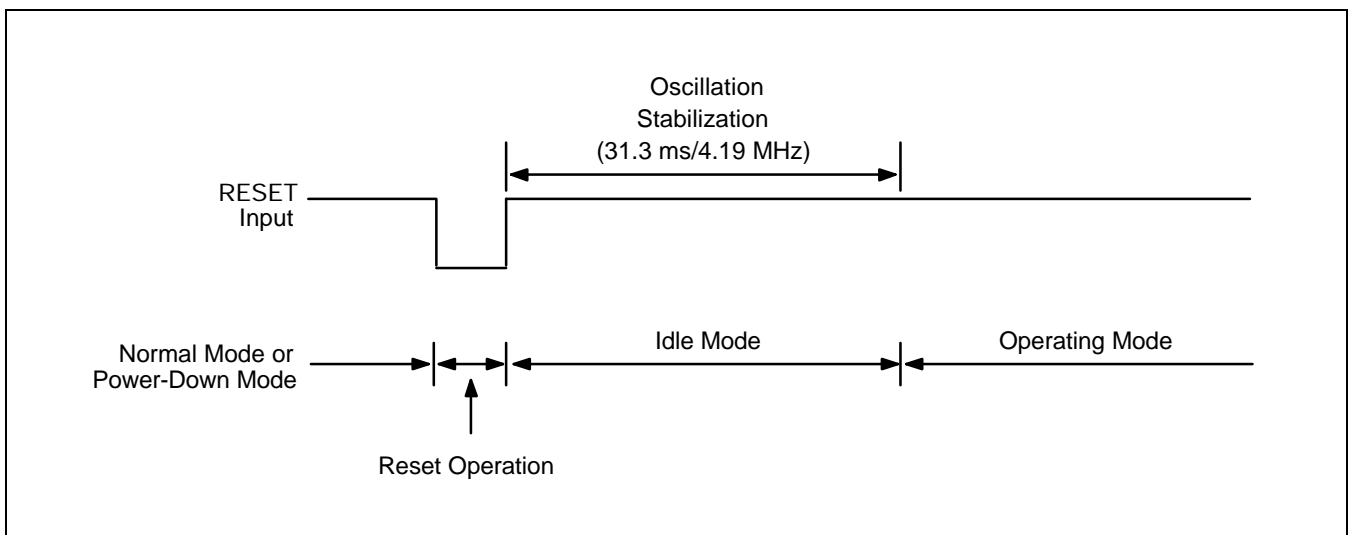 Oscillation
Stabilization
(31.3 ms/4.19 MHz)
RESET
Input
Normal Mode or
Power-Down Mode
Idle Mode
Operating Mode
Reset Operation